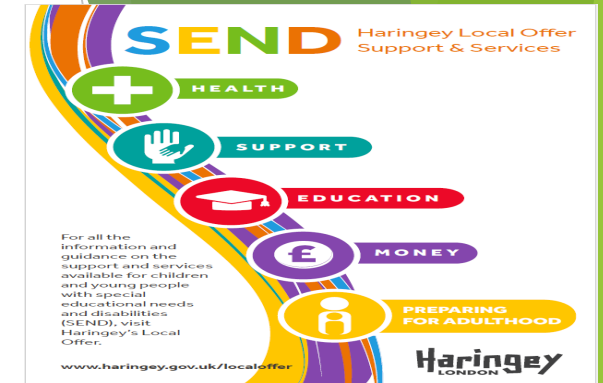 SEND
Haringey Local Offer
Support & Services
HEALTH
SUPPORT
EDUCATION
£
MONEY
PREPARING
FOR ADULTHOOD
For all the
information and
guidance on the
support and services
available for children
and young people
with special
educational needs
and disabilities
(SEND), visit
Haringey's Local
Offer.
www.haringey.gov.uk/localoffer
Haringey
LONDON